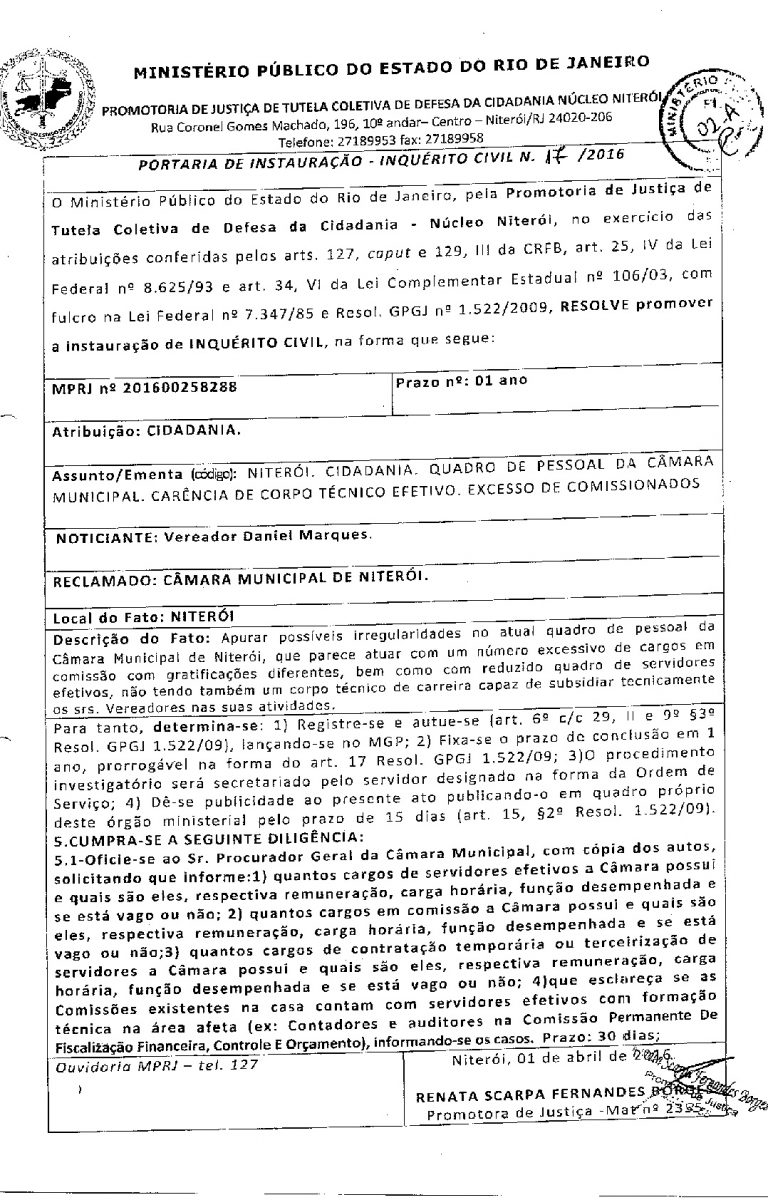 MINISTÉRIO PÚBLICO DO ESTADO DO RIO DE JANEIRO
PROMOTORIA DE JUSTIÇA DE TUTELA COLETIVA DE DEFESA DA CIDADANIA NÚCLEO NITERÓI
Rua Coronel Gomes Machado, 196, 10º andar– Centro – Niterói/RJ 24020-206
Telefone: 27189953 fax: 27189958
MINISTÉRIO
Fl.
02-A
PORTARIA DE INSTAURAÇÃO - INQUÉRITO CIVIL N. 17 /2016
O Ministério Público do Estado do Rio de Janeiro, pela Promotoria de Justiça de
Tutela Coletiva de Defesa da Cidadania - Núcleo Niterói, no exercício das
atribuições conferidas pelos arts. 127, caput e 129, III da CRFB, art. 25, IV da Lei
Federal nº 8.625/93 e art. 34, VI da Lei Complementar Estadual nº 106/03, com
fulcro na Lei Federal nº 7.347/85 e Resol. GPGJ nº 1.522/2009, RESOLVE promover
a instauração de INQUÉRITO CIVIL, na forma que segue:
MPRJ nº 201600258288
Prazo nº: 01 ano
Atribuição: CIDADANIA.
Assunto/Ementa (código): NITERÓI. CIDADANIA. QUADRO DE PESSOAL DA CÂMARA
MUNICIPAL. CARÊNCIA DE CORPO TÉCNICO EFETIVO. EXCESSO DE COMISSIONADOS
NOTICIANTE: Vereador Daniel Marques.
RECLAMADO: CÂMARA MUNICIPAL DE NITERÓI.
Local do Fato: NITERÓI
Descrição do Fato: Apurar possíveis irregularidades no atual quadro de pessoal da
Câmara Municipal de Niterói, que parece atuar com um número excessivo de cargos em
comissão com gratificações diferentes, bem como com reduzido quadro de servidores
efetivos, não tendo também um corpo técnico de carreira capaz de subsidiar tecnicamente
os srs. Vereadores nas suas atividades.
Para tanto, determina-se: 1) Registre-se e autue-se (art. 6º c/c 29, II e 9º §3º
Resol. GPGJ 1.522/09), lançando-se no MGP; 2) Fixa-se o prazo de conclusão em 1
ano, prorrogável na forma do art. 17 Resol. GPGJ 1.522/09; 3)O procedimento
investigatório será secretariado pelo servidor designado na forma da Ordem de
Serviço; 4) Dê-se publicidade ao presente ato publicando-o em quadro próprio
deste órgão ministerial pelo prazo de 15 dias (art. 15, §2º Resol. 1.522/09).
5.CUMPRA-SE A SEGUINTE DILIGÊNCIA:
5.1-Oficie-se ao Sr. Procurador Geral da Câmara Municipal, com cópia dos autos,
solicitando que informe:1) quantos cargos de servidores efetivos a Câmara possui
e quais são eles, respectiva remuneração, carga horária, função desempenhada e
se está vago ou não; 2) quantos cargos em comissão a Câmara possui e quais são
eles, respectiva remuneração, carga horária, função desempenhada e se está
vago ou não;3) quantos cargos de contratação temporária ou terceirização de
servidores a Câmara possui e quais são eles, respectiva remuneração, carga
horária, função desempenhada e se está vago ou não; 4)que esclareça se as
Comissões existentes na casa contam com servidores efetivos com formação
técnica na área afeta (ex: Contadores e auditores na Comissão Permanente De
Fiscalização Financeira, Controle E Orçamento), informando-se os casos. Prazo: 30 dias;
Ouvidoria MPRJ – tel. 127
Niterói, 01 de abril de 2016.
Renata Scarpa Fernandes Borges
Promotora de Justiça
RENATA SCARPA FERNANDES BORGES
Promotora de Justiça -Mat nº